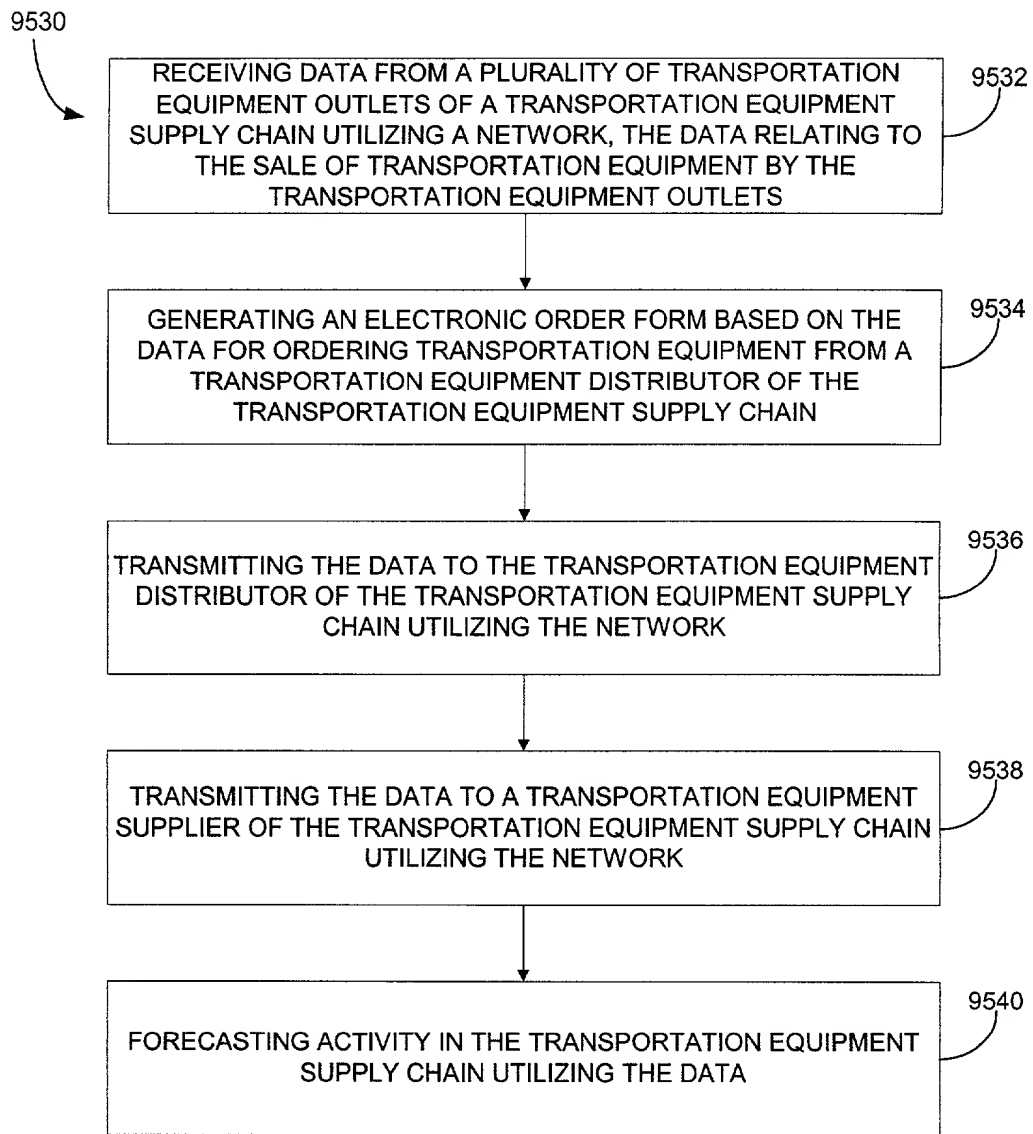 9530
RECEIVING DATA FROM A PLURALITY OF TRANSPORTATION
EQUIPMENT OUTLETS OF A TRANSPORTATION EQUIPMENT
SUPPLY CHAIN UTILIZING A NETWORK, THE DATA RELATING TO
THE SALE OF TRANSPORTATION EQUIPMENT BY THE
TRANSPORTATION EQUIPMENT OUTLETS
9532
GENERATING AN ELECTRONIC ORDER FORM BASED ON THE
DATA FOR ORDERING TRANSPORTATION EQUIPMENT FROM A
TRANSPORTATION EQUIPMENT DISTRIBUTOR OF THE
TRANSPORTATION EQUIPMENT SUPPLY CHAIN
9534
TRANSMITTING THE DATA TO THE TRANSPORTATION EQUIPMENT
DISTRIBUTOR OF THE TRANSPORTATION EQUIPMENT SUPPLY
CHAIN UTILIZING THE NETWORK
9536
TRANSMITTING THE DATA TO A TRANSPORTATION EQUIPMENT
SUPPLIER OF THE TRANSPORTATION EQUIPMENT SUPPLY CHAIN
UTILIZING THE NETWORK
9538
FORECASTING ACTIVITY IN THE TRANSPORTATION EQUIPMENT
SUPPLY CHAIN UTILIZING THE DATA
9540